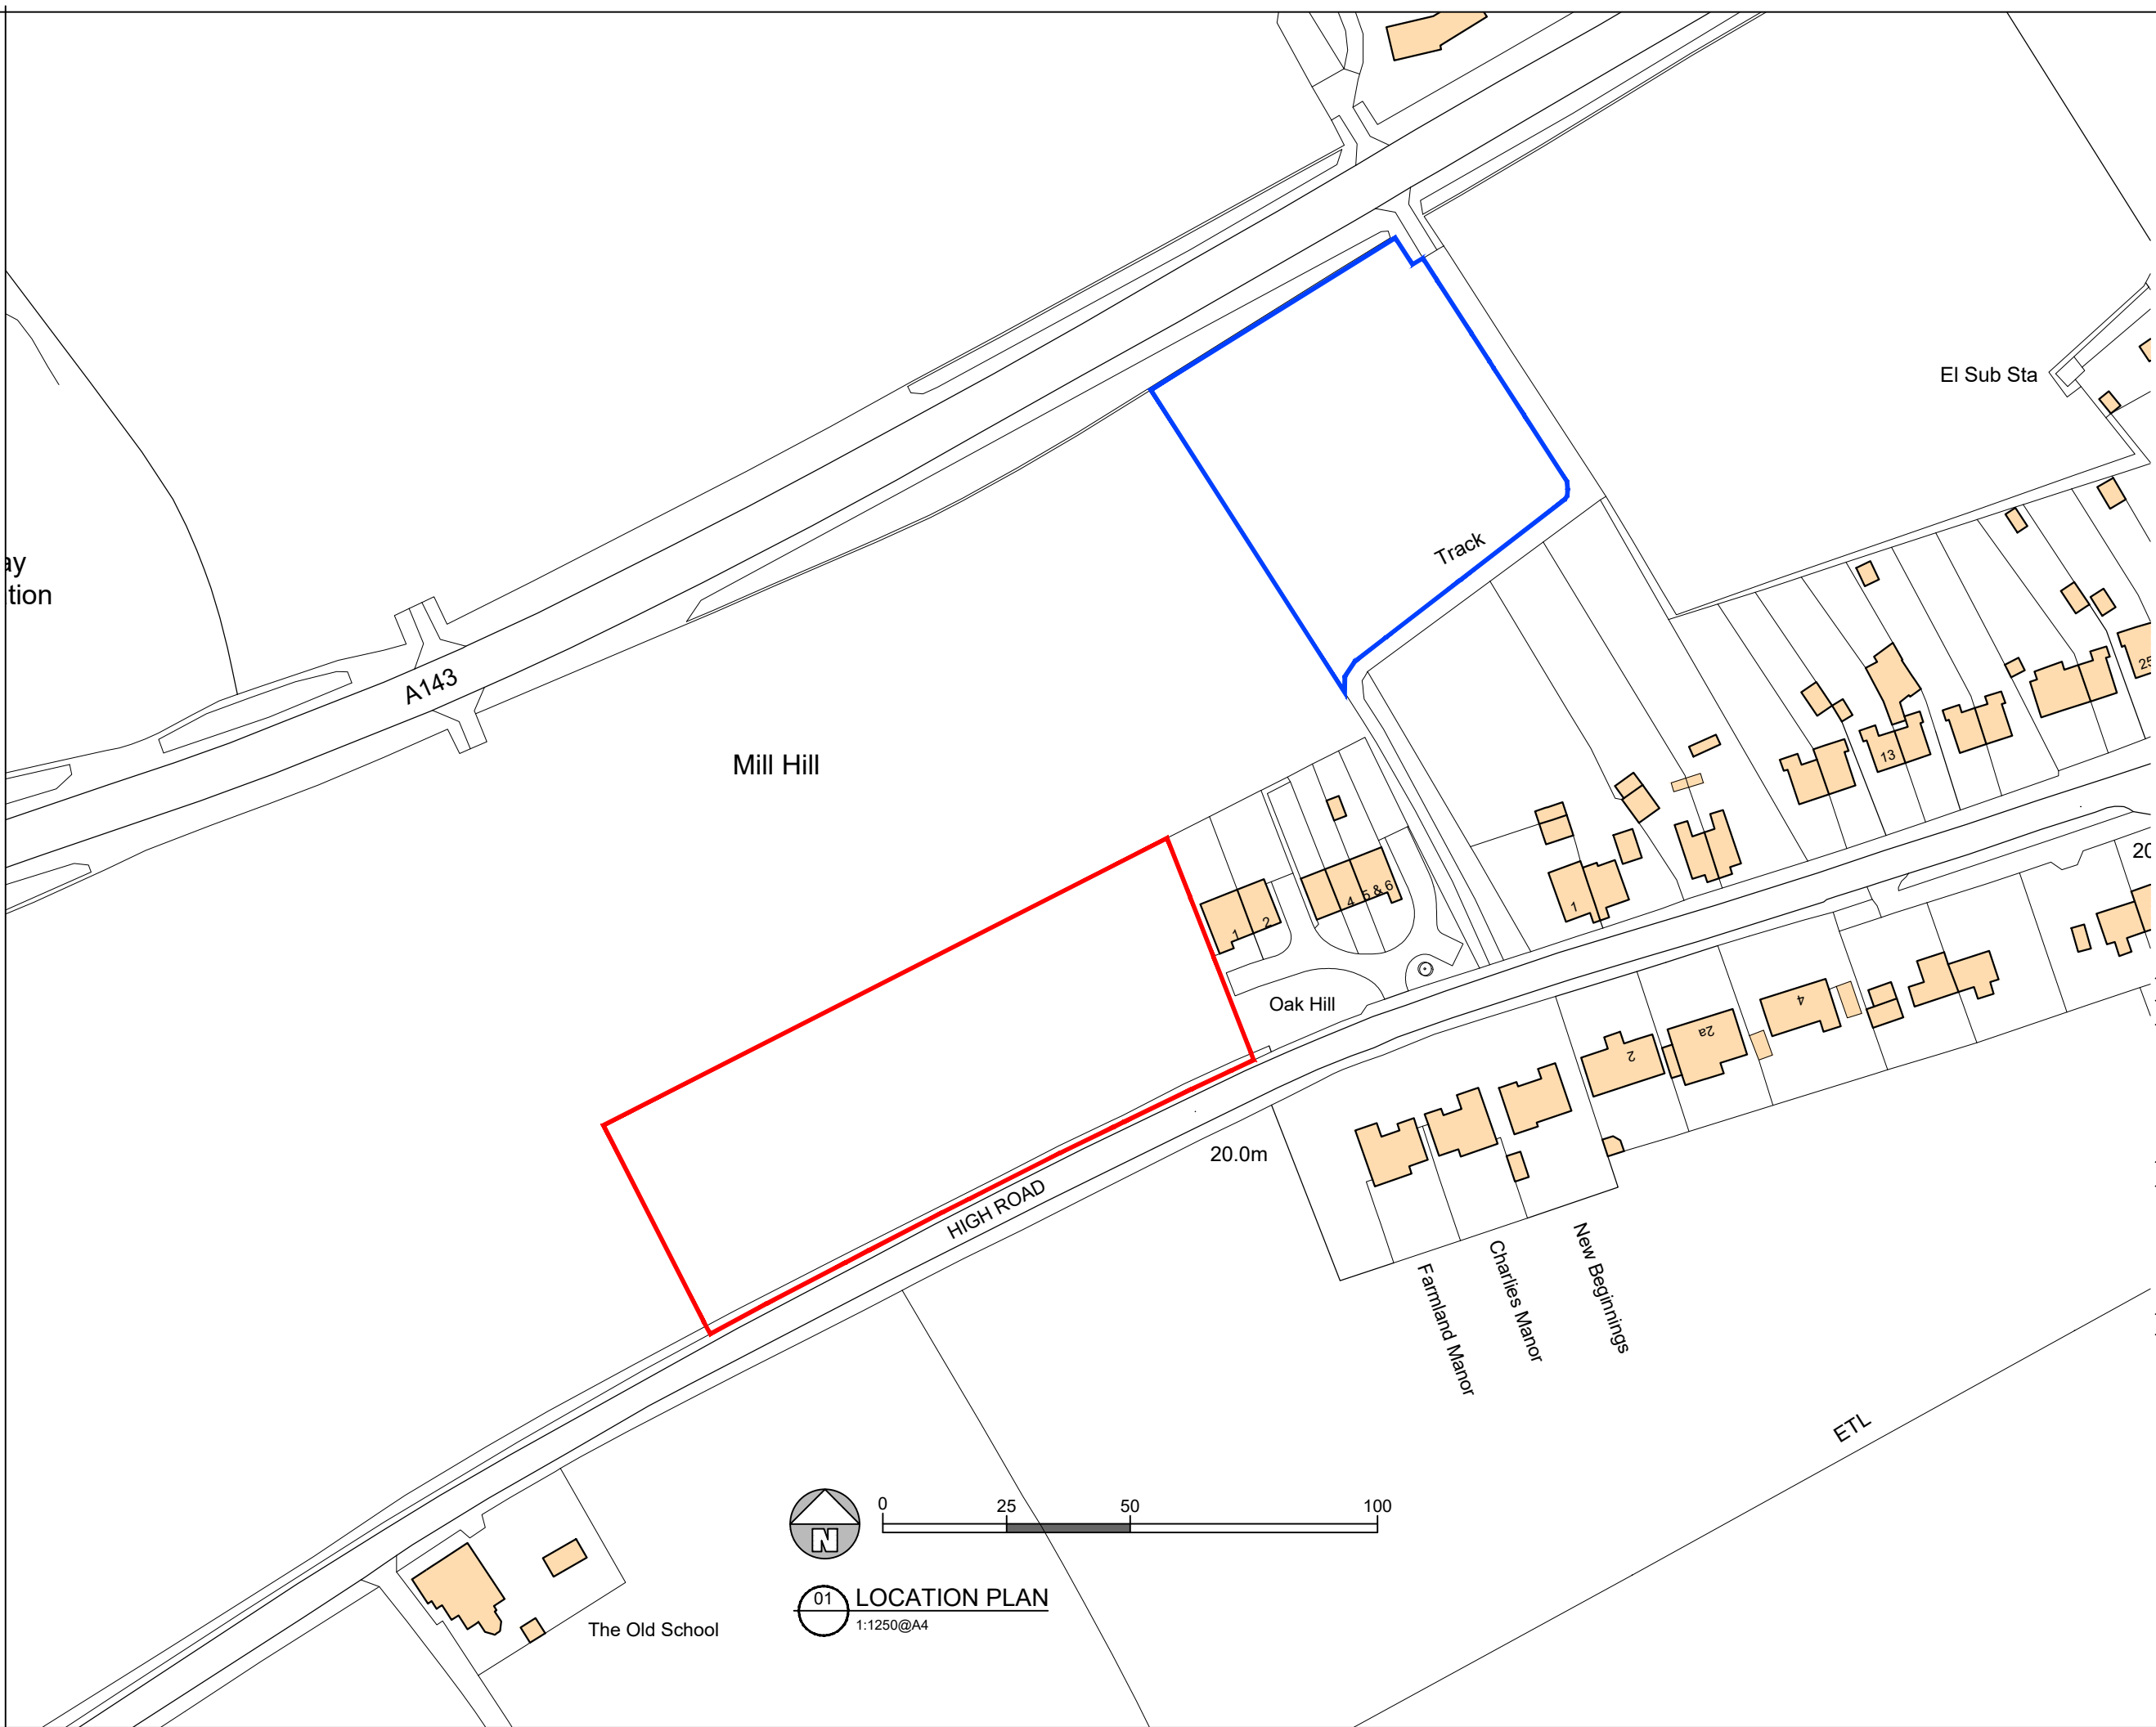 El Sub Sta
Track
ay
tion
A143
Mill Hill
25
13
20
4
5 & 6
1
2
1
Oak Hill
4
2a
2
20.0m
HIGH ROAD
Farmland Manor
Charlies Manor
New Beginnings
ETL
0 25 50 100
N
01 LOCATION PLAN
1:1250@A4
The Old School